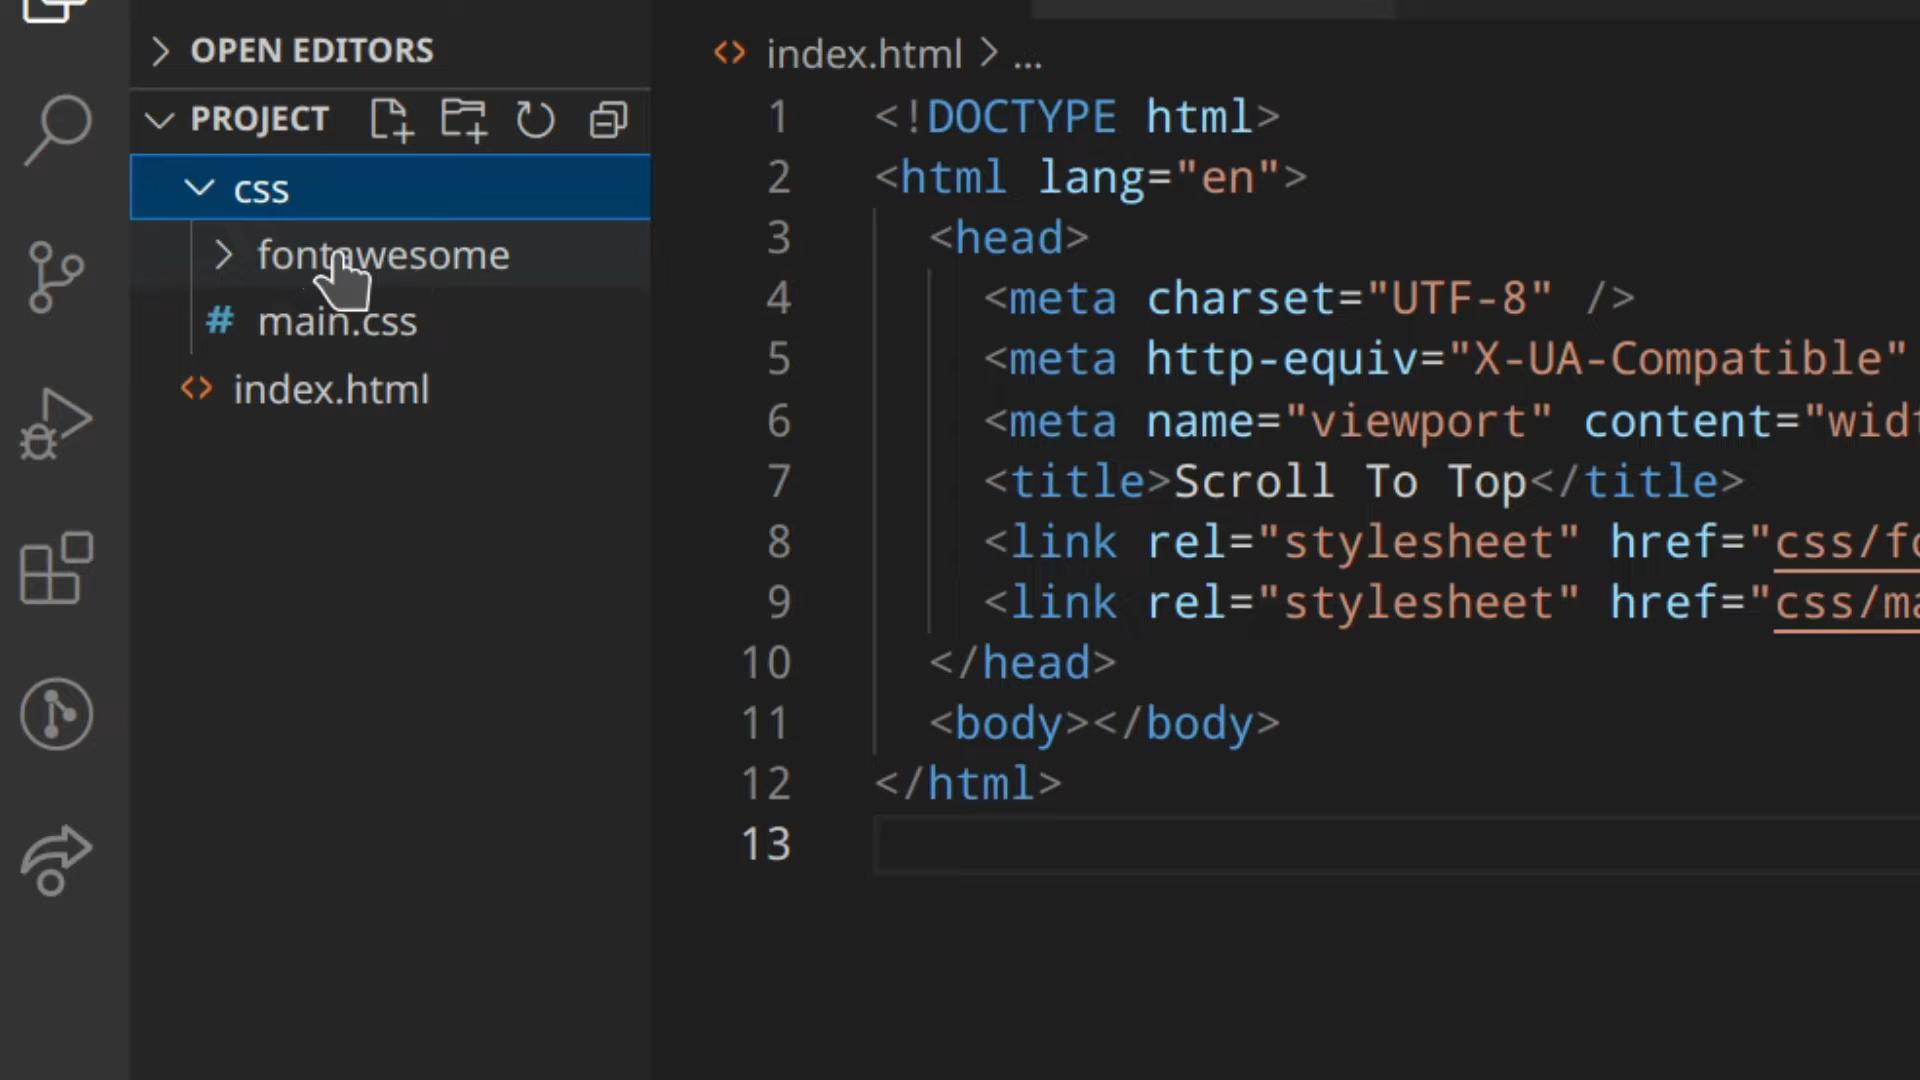 OPEN EDITORS
PROJECT
css
fontawesome
# main.css
<> index.html
<> index.html > ...
1 <!DOCTYPE html>
2 <html lang="en">
3 <head>
4 <meta charset="UTF-8" />
5 <meta http-equiv="X-UA-Compatible"
6 <meta name="viewport" content="widt
7 <title>Scroll To Top</title>
8 <link rel="stylesheet" href="css/fo
9 <link rel="stylesheet" href="css/ma
10 </head>
11 <body></body>
12 </html>
13